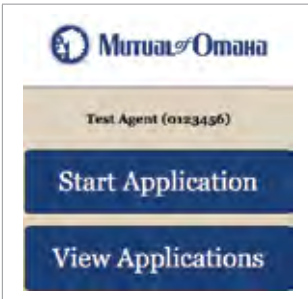 Mutual of Omaha
Test Agent (0123456)
Start Application
View Applications